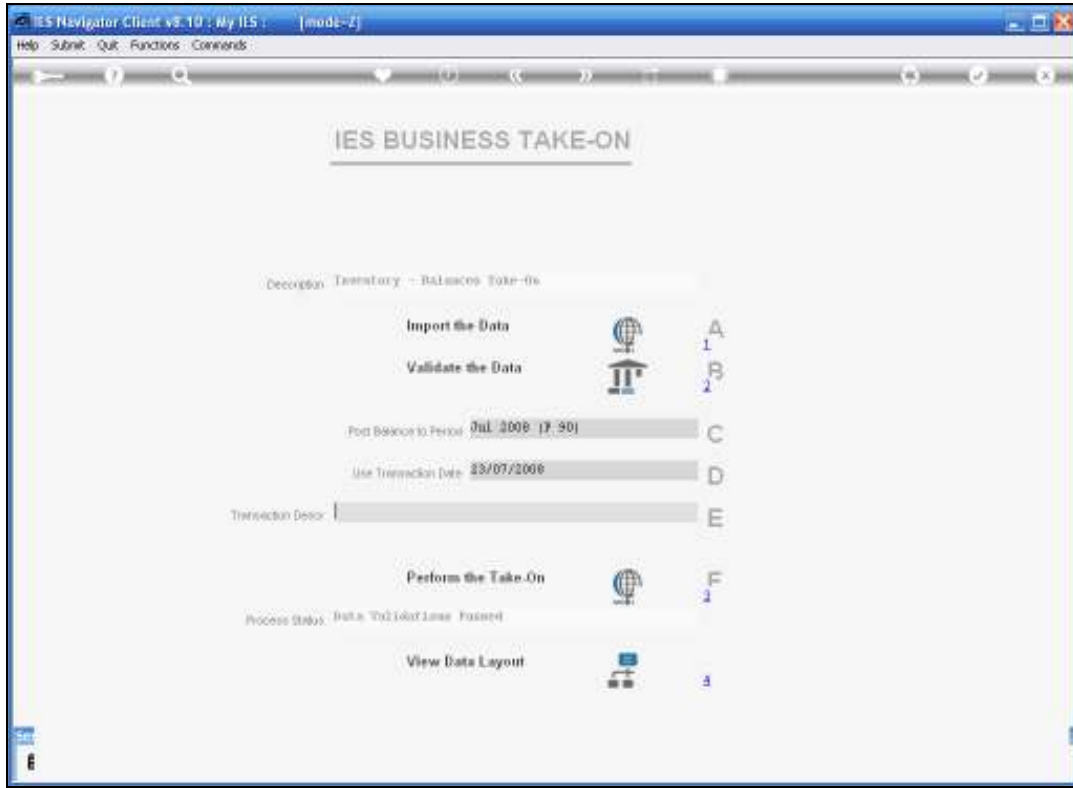 IES Navigator Client v8.10 : My IES : [mode-2]
Help Submit Quit Functions Commands
IES BUSINESS TAKE-ON
Description Inventory - Balances Take-On
Import the Data A
1
Validate the Data B
2
Post Balance to Period Jul 2008 (P 90) C
Use Transaction Date 23/07/2008 D
Transaction Descr E
Perform the Take-On F
3
Process Status Data Validations Passed
View Data Layout 4
Ser